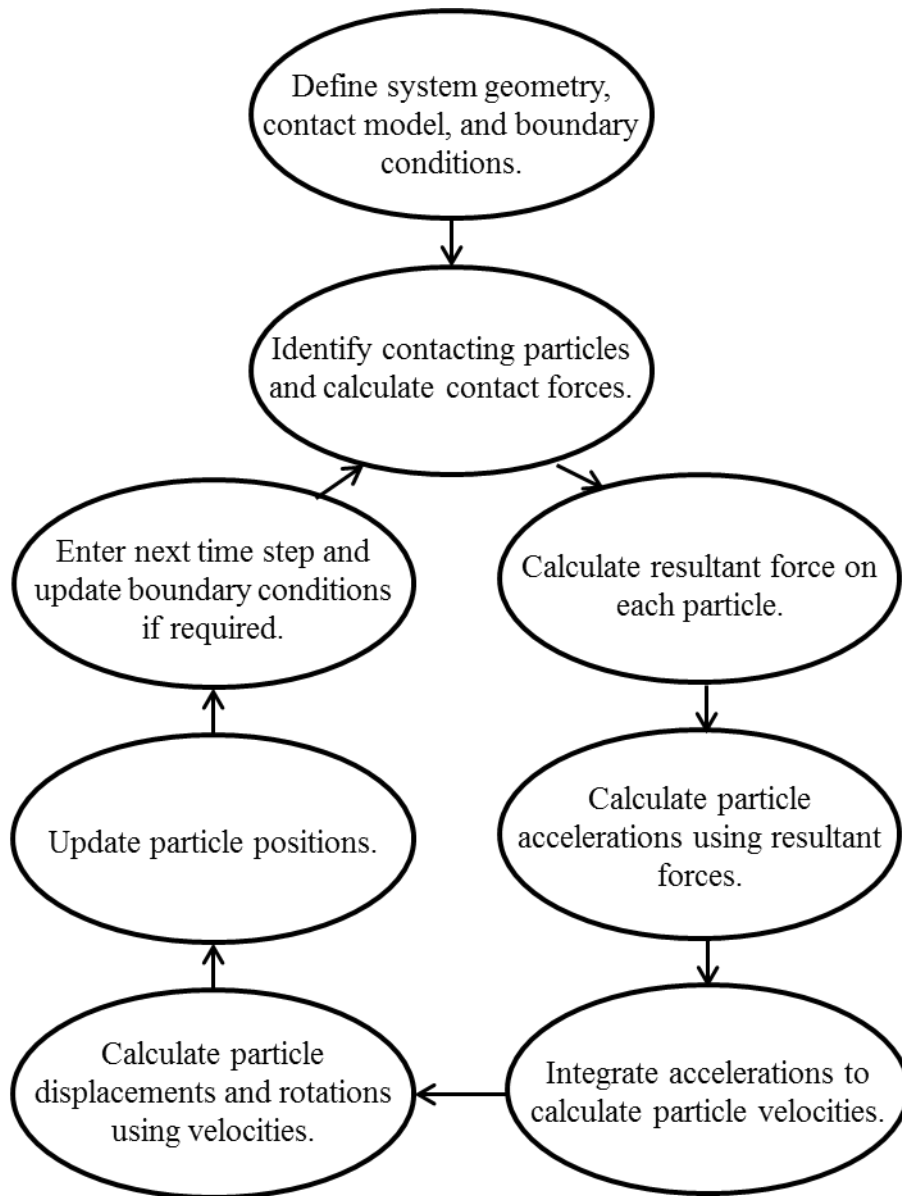 Define system geometry,
contact model, and boundary
conditions.
Identify contacting particles
and calculate contact forces.
Calculate resultant force on
each particle.
Calculate particle
accelerations using resultant
forces.
Integrate accelerations to
calculate particle velocities.
Calculate particle
displacements and rotations
using velocities.
Update particle positions.
Enter next time step and
update boundary conditions
if required.